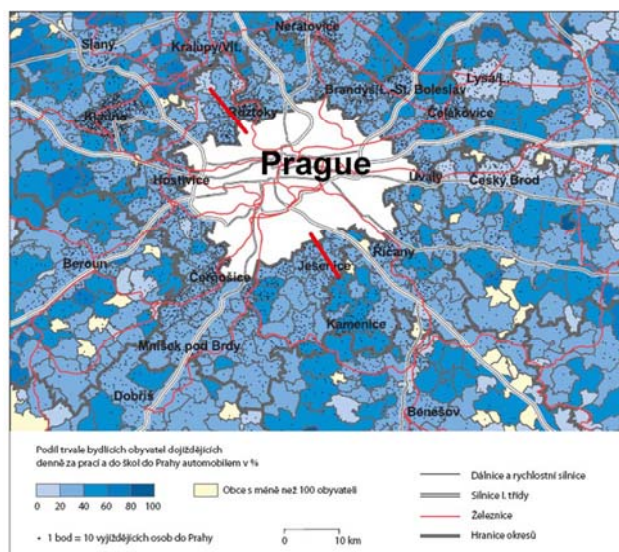 Neratovice
Slaný
Kralupy/Vlt.
Lysá/L.
Brandýs/L.-St. Boleslav
Roztoky
Čelákovice
Kladno
Prague
Hostivice
Úvaly
Český Brod
Říčany
Beroun
Jesenice
Černošice
Kamenice
Mníšek pod Brdy
Dobříš
Benešov
Podíl trvale bydlících obyvatel dojíždějících
denně za prací a do škol do Prahy automobilem v %
0 20 40 60 80 100
Obce s méně než 100 obyvateli
• 1 bod = 10 vyjíždějících osob do Prahy
0 10 km
Dálnice a rychlostní silnice
Silnice I. třídy
Železnice
Hranice okresů